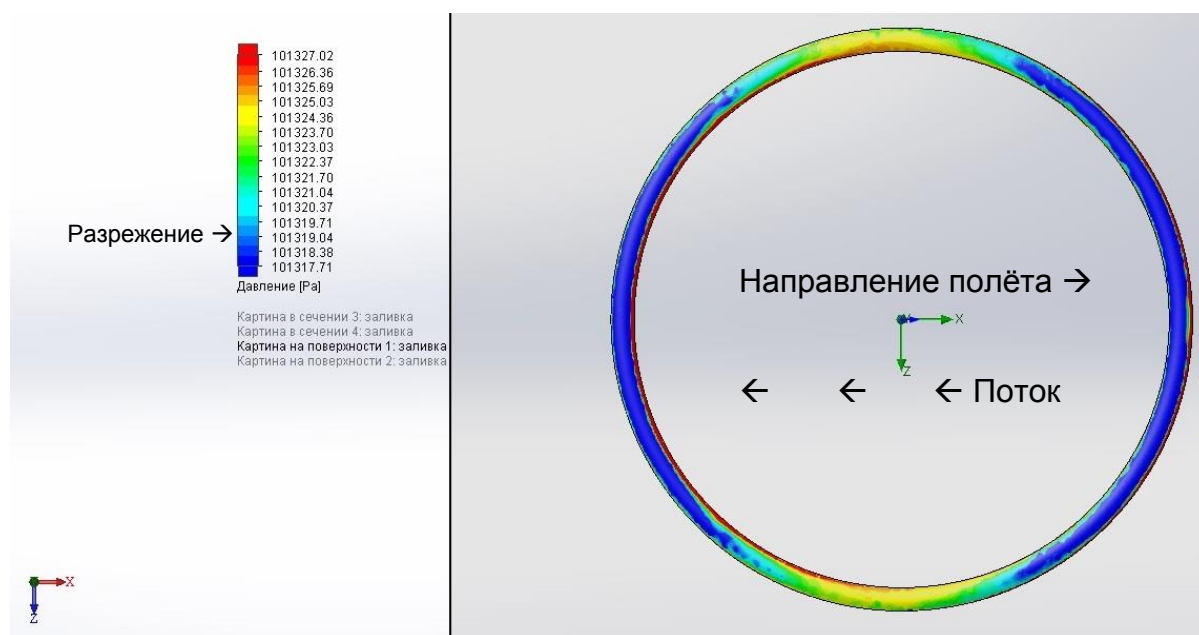 101327.02
101326.36
101325.69
101325.03
101324.36
101323.70
101323.03
101322.37
101321.70
101321.04
101320.37
101319.71
Разрежение →
101319.04
101318.38
101317.71
Давление [Pa]
Картина в сечении 3: заливка
Картина в сечении 4: заливка
Картина на поверхности 1: заливка
Картина на поверхности 2: заливка
Направление полёта →
X
Z
← ← ← Поток
X
Z